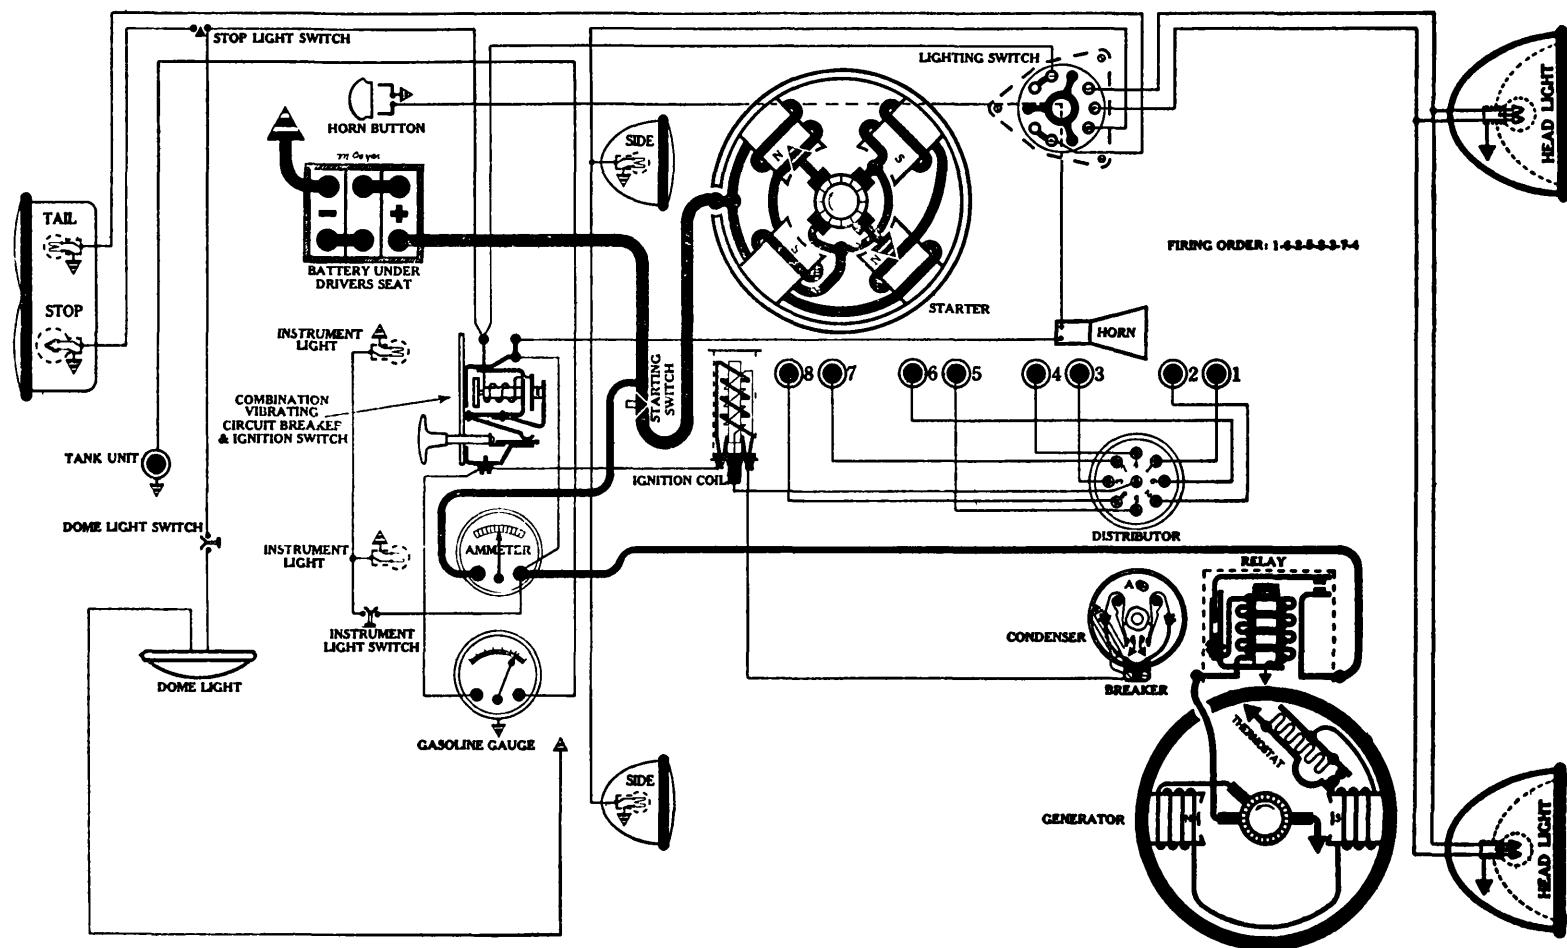 STOP LIGHT SWITCH
LIGHTING SWITCH
HORN BUTTON
SIDE
HEAD LIGHT
TAIL
STOP
−
+
BATTERY UNDER
DRIVERS SEAT
N
S
S
N
STARTER
FIRING ORDER: 1-6-2-5-8-3-7-4
HORN
INSTRUMENT
LIGHT
STARTING
SWITCH
8
7
6
5
4
3
2
1
COMBINATION
VIBRATING
CIRCUIT BREAKER
& IGNITION SWITCH
TANK UNIT
IGNITION COIL
DISTRIBUTOR
DOME LIGHT SWITCH
INSTRUMENT
LIGHT
AMMETER
RELAY
A
CONDENSER
BREAKER
INSTRUMENT
LIGHT SWITCH
DOME LIGHT
GASOLINE GAUGE
THERMOSTAT
SIDE
GENERATOR
N
S
HEAD LIGHT